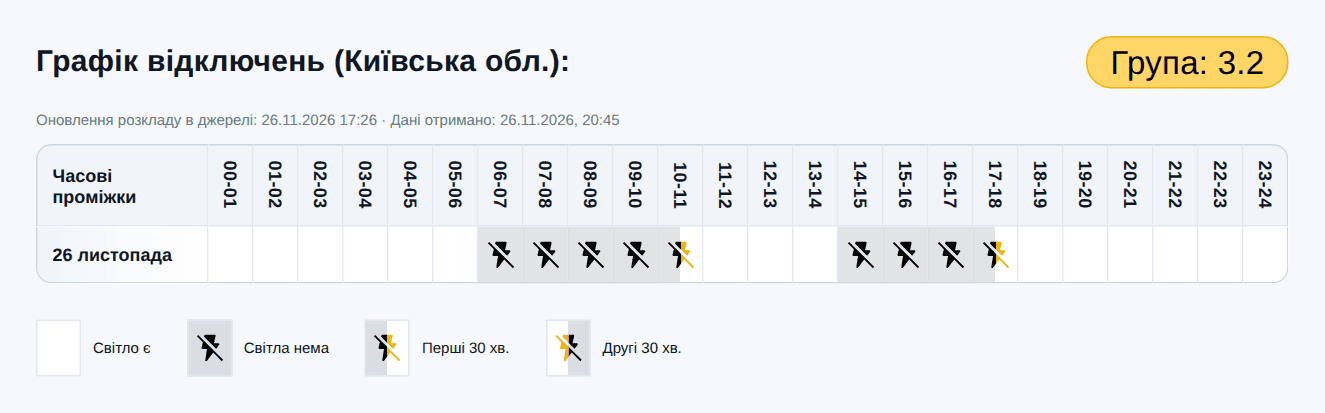 Графік відключень (Київська обл.):
Група: 3.2
Оновлення розкладу в джерелі: 26.11.2026 17:26 · Дані отримано: 26.11.2026, 20:45
Часові
проміжки
00-01
01-02
02-03
03-04
04-05
05-06
06-07
07-08
08-09
09-10
10-11
11-12
12-13
13-14
14-15
15-16
16-17
17-18
18-19
19-20
20-21
21-22
22-23
23-24
26 листопада
Світло є
Світла нема
Перші 30 хв.
Другі 30 хв.